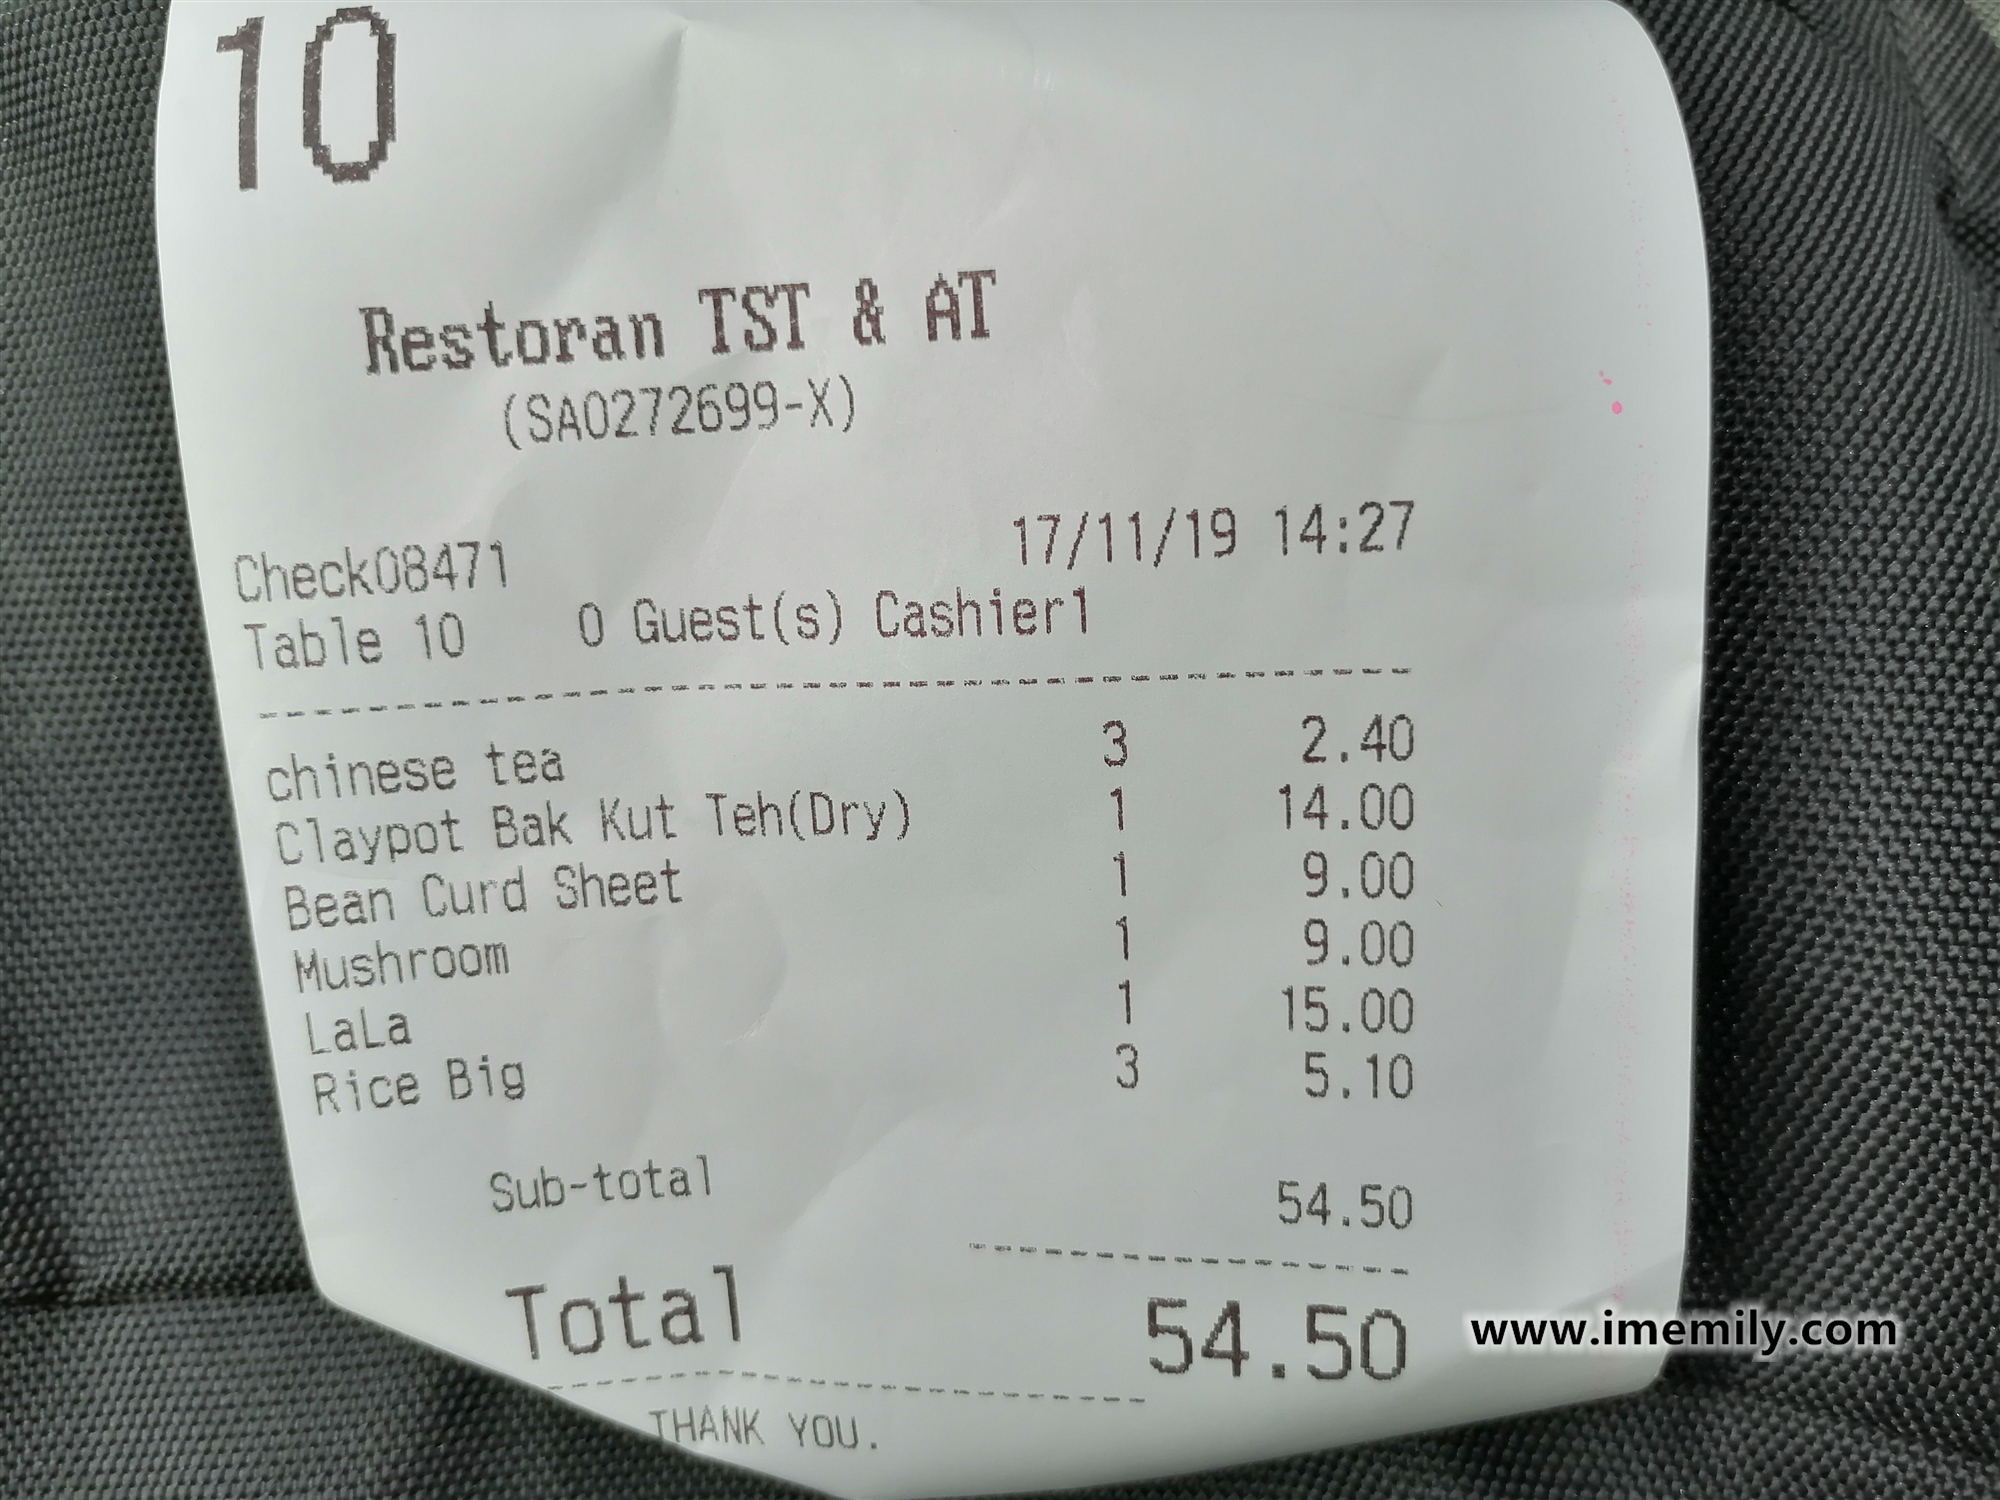 10
Restoran TST & AT
(SA0272699-X)
Check08471 17/11/19 14:27
Table 10 0 Guest(s) Cashier1
chinese tea 3 2.40
Claypot Bak Kut Teh(Dry) 1 14.00
Bean Curd Sheet 1 9.00
Mushroom 1 9.00
LaLa 1 15.00
Rice Big 3 5.10
Sub-total 54.50
Total 54.50
THANK YOU.
www.imemily.com